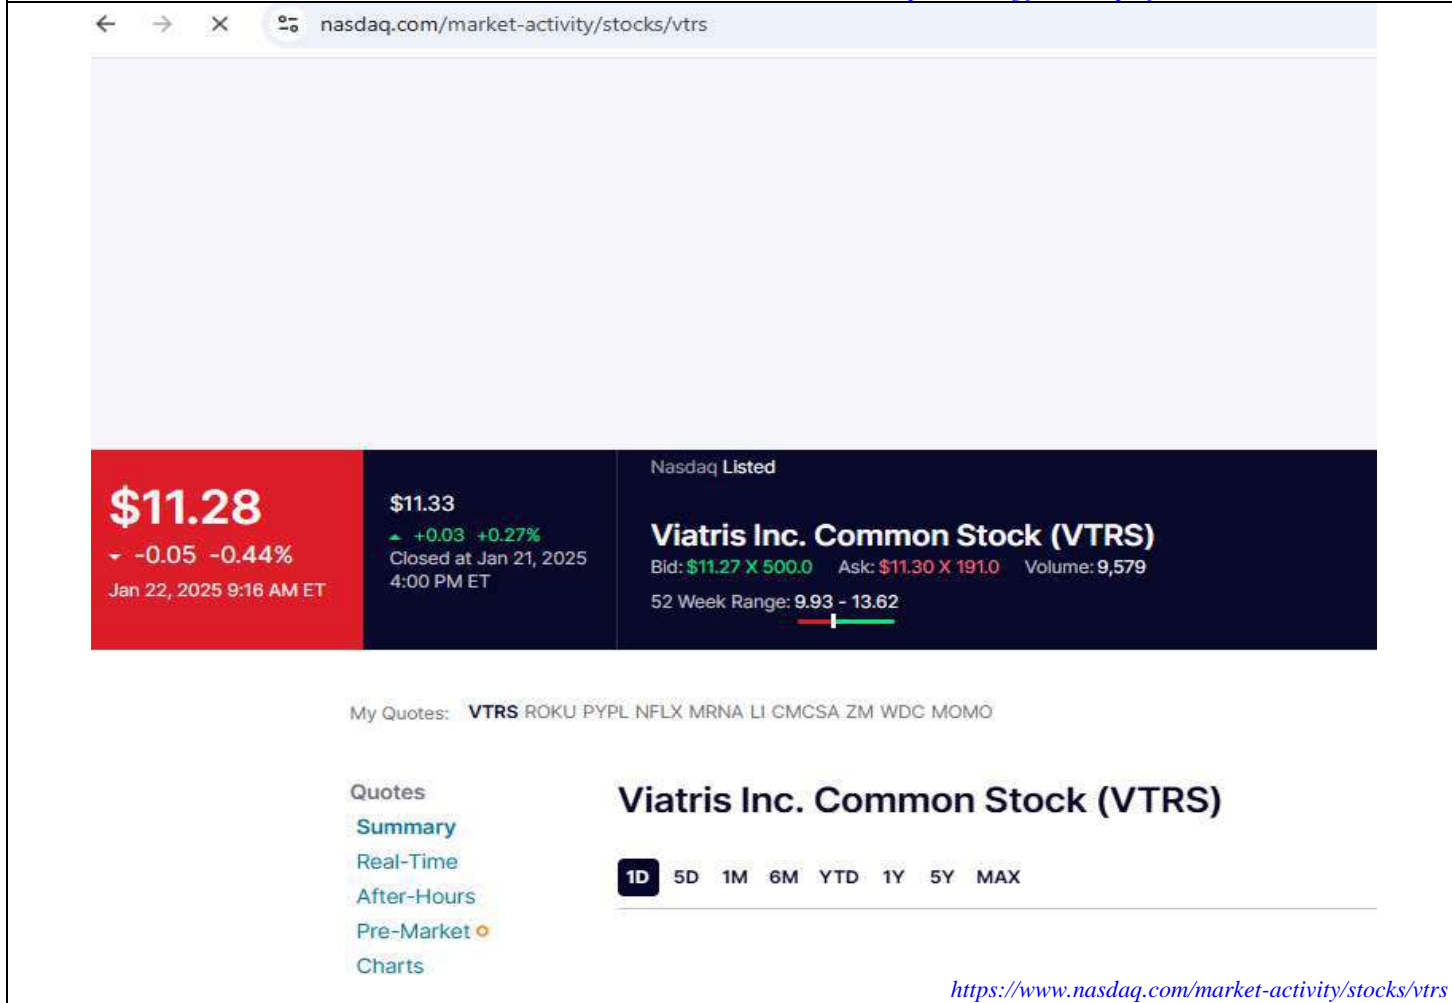 nasdaq.com/market-activity/stocks/vtrs
$11.28
-0.05 -0.44%
Jan 22, 2025 9:16 AM ET
$11.33
+0.03 +0.27%
Closed at Jan 21, 2025
4:00 PM ET
Nasdaq Listed
Viatris Inc. Common Stock (VTRS)
Bid: $11.27 X 500.0 Ask: $11.30 X 191.0 Volume: 9,579
52 Week Range: 9.93 - 13.62
My Quotes: VTRS ROKU PYPL NFLX MRNA LI CMCSA ZM WDC MOMO
Quotes
Summary
Real-Time
After-Hours
Pre-Market
Charts
Viatris Inc. Common Stock (VTRS)
1D 5D 1M 6M YTD 1Y 5Y MAX
https://www.nasdaq.com/market-activity/stocks/vtrs